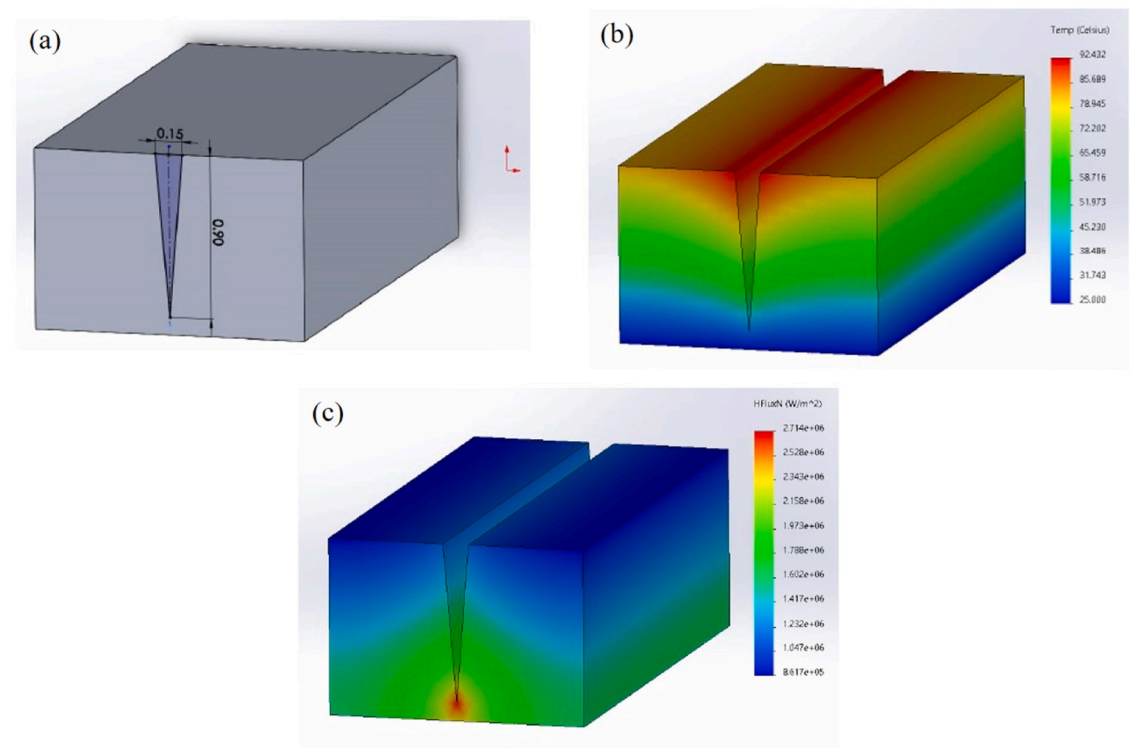 (a)
0.15
0.90
(b)
Temp (Celsius)
92.432
85.689
78.945
72.202
65.459
58.716
51.973
45.230
38.486
31.743
25.000
(c)
HFluxN (W/m^2)
2.714e+06
2.528e+06
2.343e+06
2.158e+06
1.973e+06
1.788e+06
1.602e+06
1.417e+06
1.232e+06
1.047e+06
8.617e+05